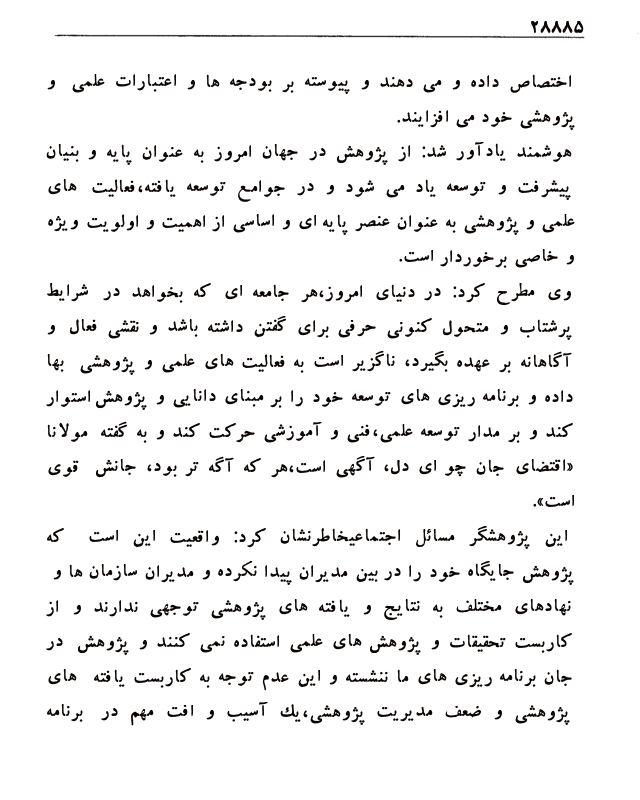 ۲۸۸۸۵
اختصاص داده و می دهند و پیوسته بر بودجه ها و اعتبارات علمی و
پژوهشی خود می افزایند.
هوشمند یادآور شد: از پژوهش در جهان امروز به عنوان پایه و بنیان
پیشرفت و توسعه یاد می شود و در جوامع توسعه یافته،فعالیت های
علمی و پژوهشی به عنوان عنصر پایه ای و اساسی از اهمیت و اولویت ویژه
و خاصی برخوردار است.
وی مطرح کرد: در دنیای امروز،هر جامعه ای که بخواهد در شرایط
پرشتاب و متحول کنونی حرفی برای گفتن داشته باشد و نقشی فعال و
آگاهانه بر عهده بگیرد، ناگزیر است به فعالیت های علمی و پژوهشی بها
داده و برنامه ریزی های توسعه خود را بر مبنای دانایی و پژوهش استوار
کند و بر مدار توسعه علمی،فنی و آموزشی حرکت کند و به گفته مولانا
«اقتضای جان چو ای دل، آگهی است،هر که آگه تر بود، جانش قوی
است».
این پژوهشگر مسائل اجتماعیخاطرنشان کرد: واقعیت این است که
پژوهش جایگاه خود را در بین مدیران پیدا نکرده و مدیران سازمان ها و
نهادهای مختلف به نتایج و یافته های پژوهشی توجهی ندارند و از
کاربست تحقیقات و پژوهش های علمی استفاده نمی کنند و پژوهش در
جان برنامه ریزی های ما ننشسته و این عدم توجه به کاربست یافته های
پژوهشی و ضعف مدیریت پژوهشی،یك آسیب و افت مهم در برنامه